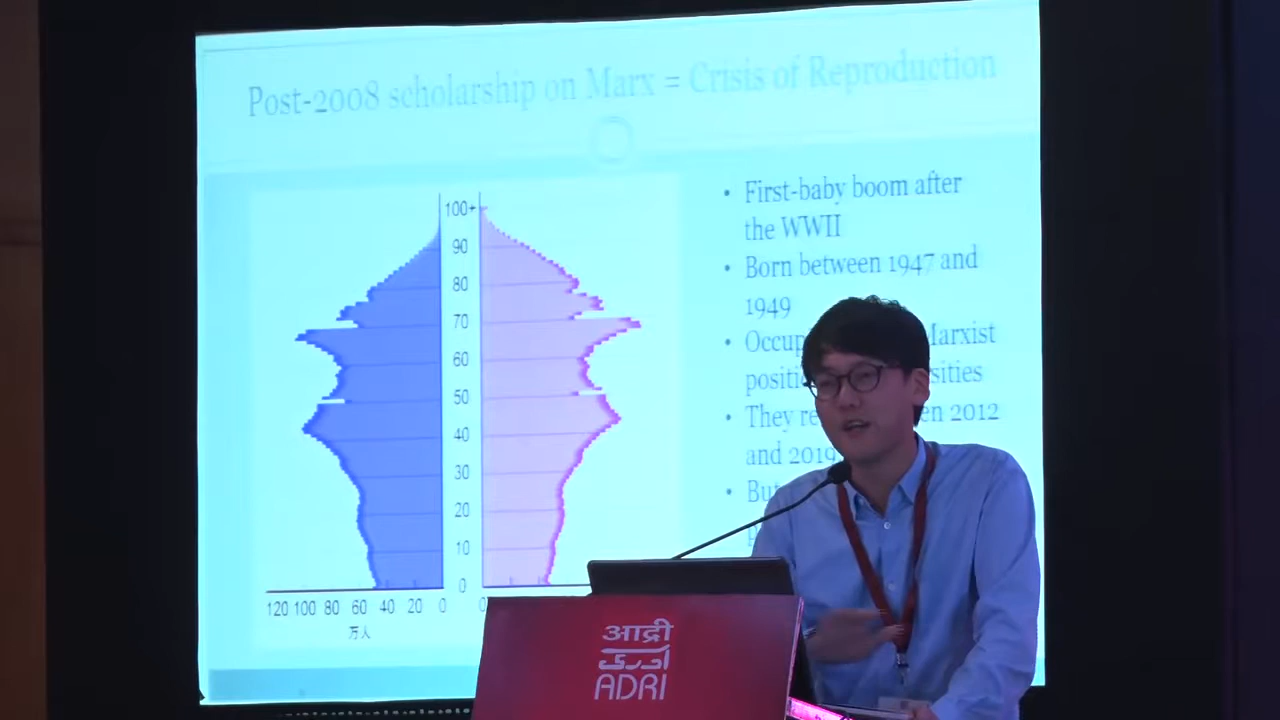 Post-2008 scholarship on Marx = Crisis of Reproduction
100+
90
80
70
60
50
40
30
20
10
0
120 100 80 60 40 20 0
0
万人
• First-baby boom after
the WWII
• Born between 1947 and
1949
• Occup Marxist
positi sities
• They re en 2012
and 2019
• But
आद्री
ADRI